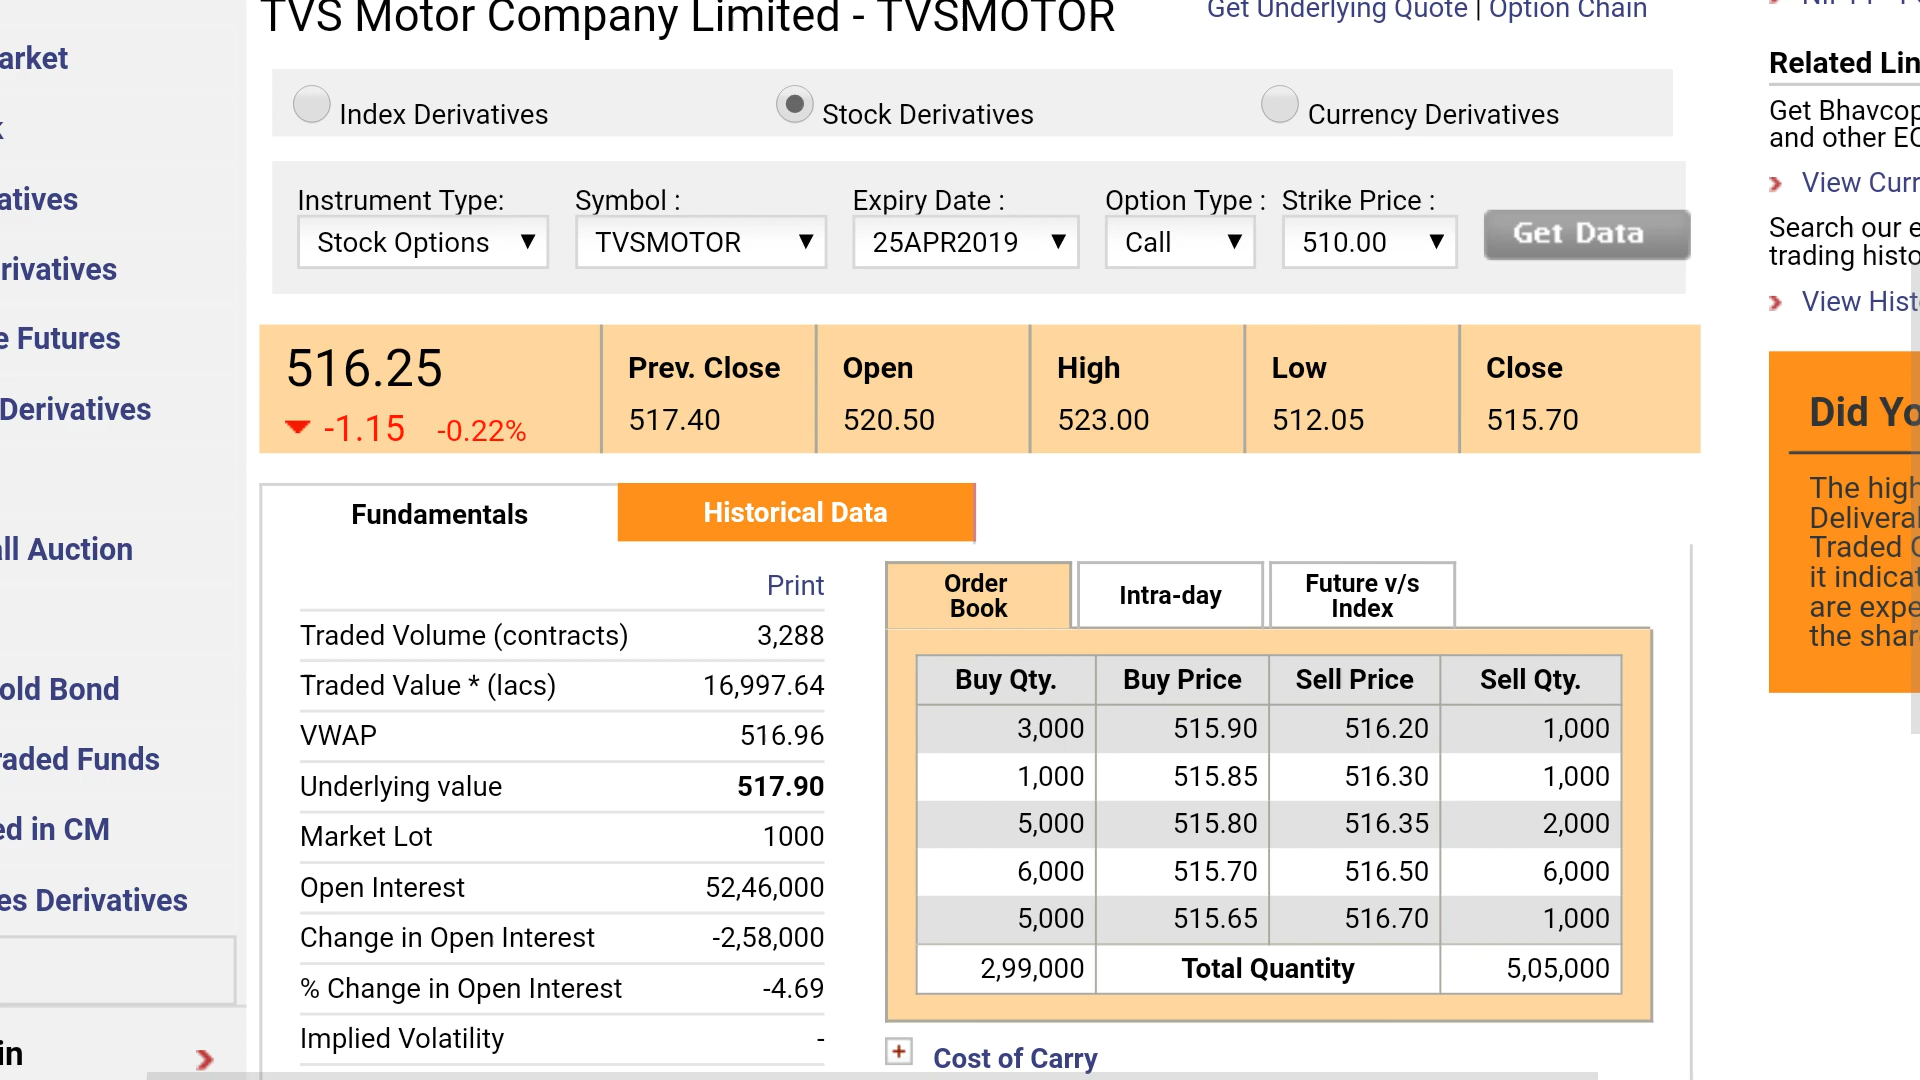 TVS Motor Company Limited - TVSMOTOR
Get Underlying Quote | Option Chain
arket
atives
rivatives
e Futures
Derivatives
all Auction
old Bond
raded Funds
ed in CM
es Derivatives
in
Index Derivatives
Stock Derivatives
Currency Derivatives
Instrument Type: Symbol : Expiry Date : Option Type : Strike Price :
Stock Options ▼ TVSMOTOR ▼ 25APR2019 ▼ Call ▼ 510.00 ▼ Get Data
516.25
-1.15 -0.22%
Prev. Close Open High Low Close
517.40 520.50 523.00 512.05 515.70
Fundamentals
Historical Data
Print
Traded Volume (contracts) 3,288
Traded Value * (lacs) 16,997.64
VWAP 516.96
Underlying value 517.90
Market Lot 1000
Open Interest 52,46,000
Change in Open Interest -2,58,000
% Change in Open Interest -4.69
Implied Volatility -
Order Book
Intra-day
Future v/s Index
Buy Qty. Buy Price Sell Price Sell Qty.
3,000 515.90 516.20 1,000
1,000 515.85 516.30 1,000
5,000 515.80 516.35 2,000
6,000 515.70 516.50 6,000
5,000 515.65 516.70 1,000
2,99,000 Total Quantity 5,05,000
+ Cost of Carry
Related Lin
Get Bhavcop
and other
View Curr
Search our e
trading histo
View Hist
Did Yo
The high
Deliveral
Traded
it indicat
are expe
the shar